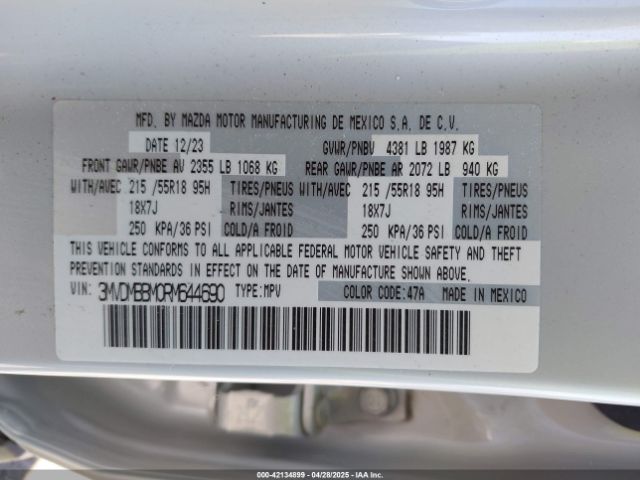 MFD. BY MAZDA MOTOR MANUFACTURING DE MEXICO S.A. DE C.V.
DATE 12/23 GVWR/PNBV 4381 LB 1987 KG
FRONT GAWR/PNBE AV 2355 LB 1068 KG REAR GAWR/PNBE AR 2072 LB 940 KG
WITH/AVEC 215 /55R18 95H TIRES/PNEUS WITH/AVEC 215 /55R18 95H TIRES/PNEUS
18X7J RIMS/JANTES 18X7J RIMS/JANTES
250 KPA/36 PSI COLD/A FROID 250 KPA/36 PSI COLD/A FROID
THIS VEHICLE CONFORMS TO ALL APPLICABLE FEDERAL MOTOR VEHICLE SAFETY AND THEFT
PREVENTION STANDARDS IN EFFECT ON THE DATE OF MANUFACTURE SHOWN ABOVE.
VIN: 3MVDMBBM0RM644690 TYPE:MPV COLOR CODE:47A MADE IN MEXICO
000-42134899 - 04/28/2025 - IAAI.COM